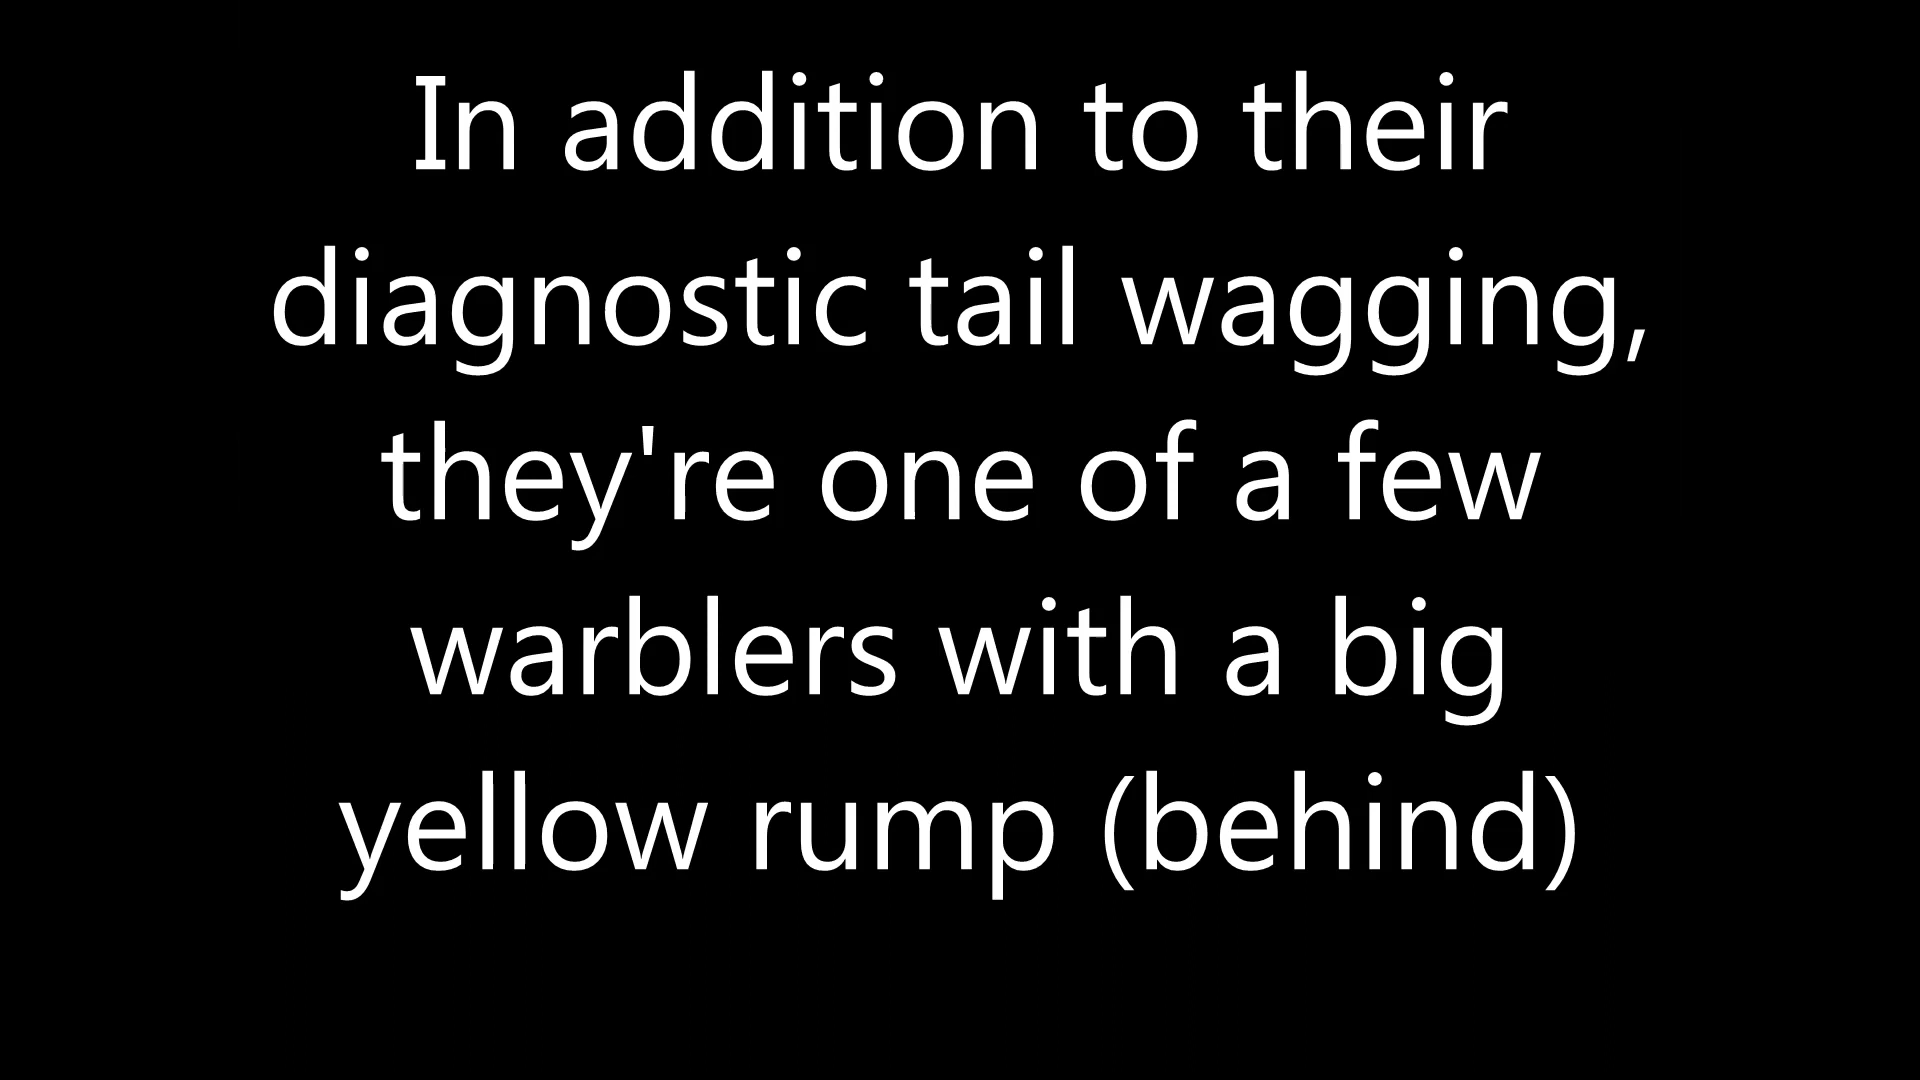 In addition to their
diagnostic tail wagging,
they're one of a few
warblers with a big
yellow rump (behind)